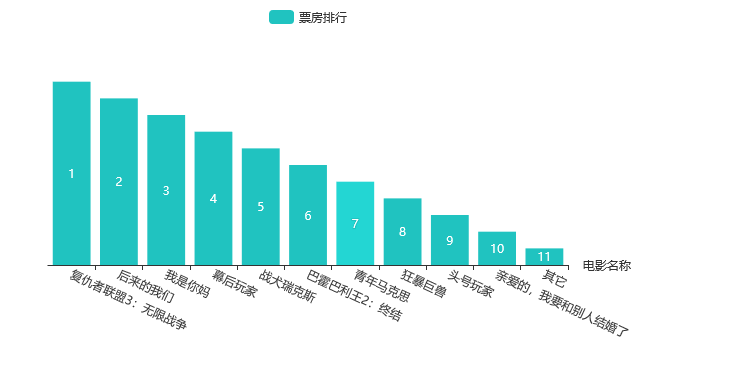 票房排行
1
2
3
4
5
6
7
8
9
10
11
电影名称
复仇者联盟3：无限战争
后来的我们
我是你妈
幕后玩家
战犬瑞克斯
巴霍巴利王2：终结
青年马克思
狂暴巨兽
头号玩家
亲爱的，我要和别人结婚了
其它